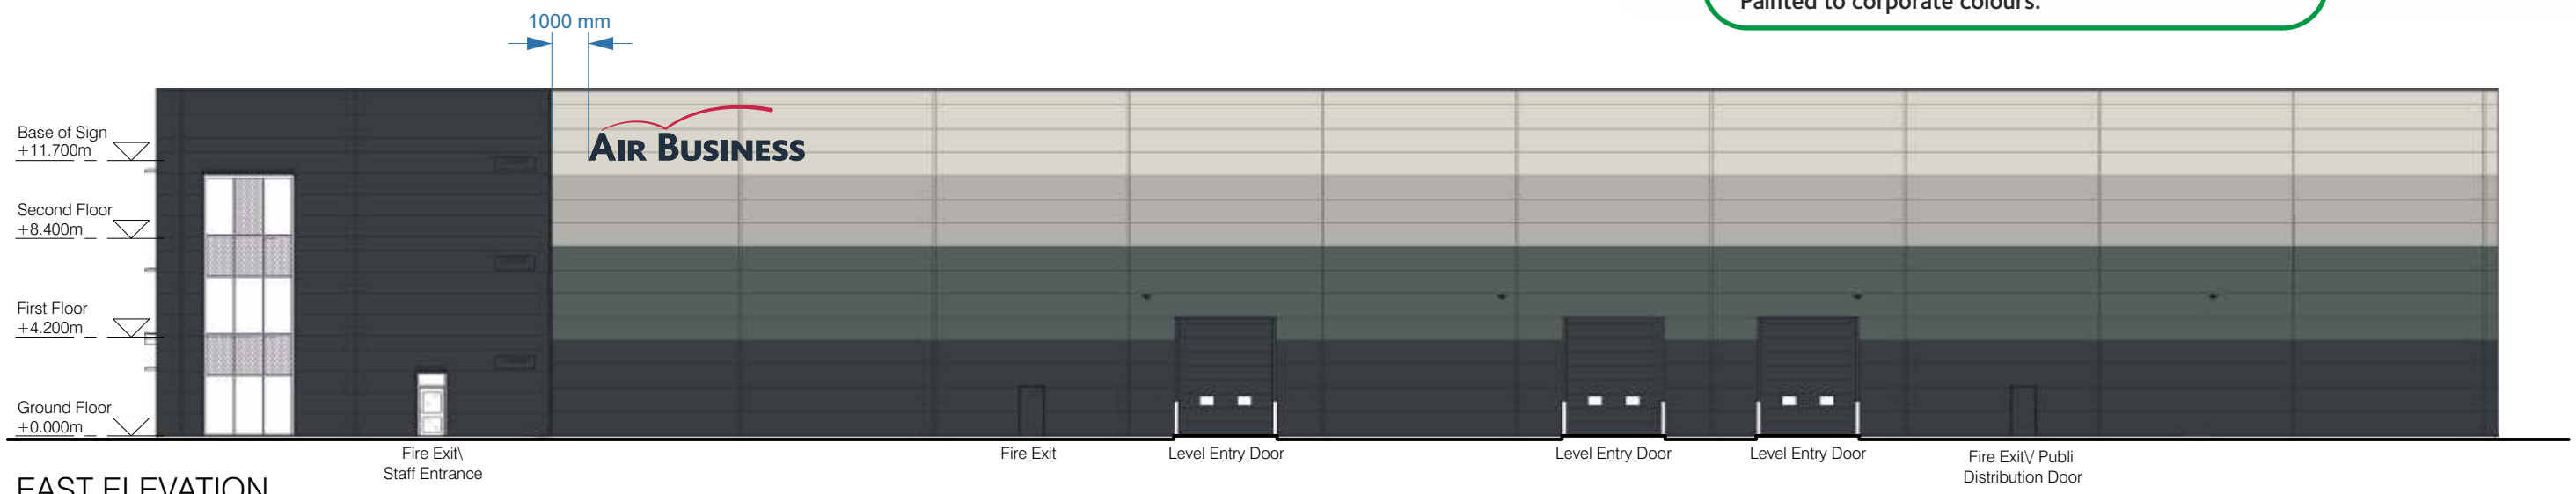 Painted to corporate colours.
1000 mm
Base of Sign
+11.700m
AIR BUSINESS
Second Floor
+8.400m
First Floor
+4.200m
Ground Floor
+0.000m
Fire Exit\
Staff Entrance
Fire Exit
Level Entry Door
Level Entry Door
Level Entry Door
Fire Exit\/ Publi
Distribution Door
EAST ELEVATION